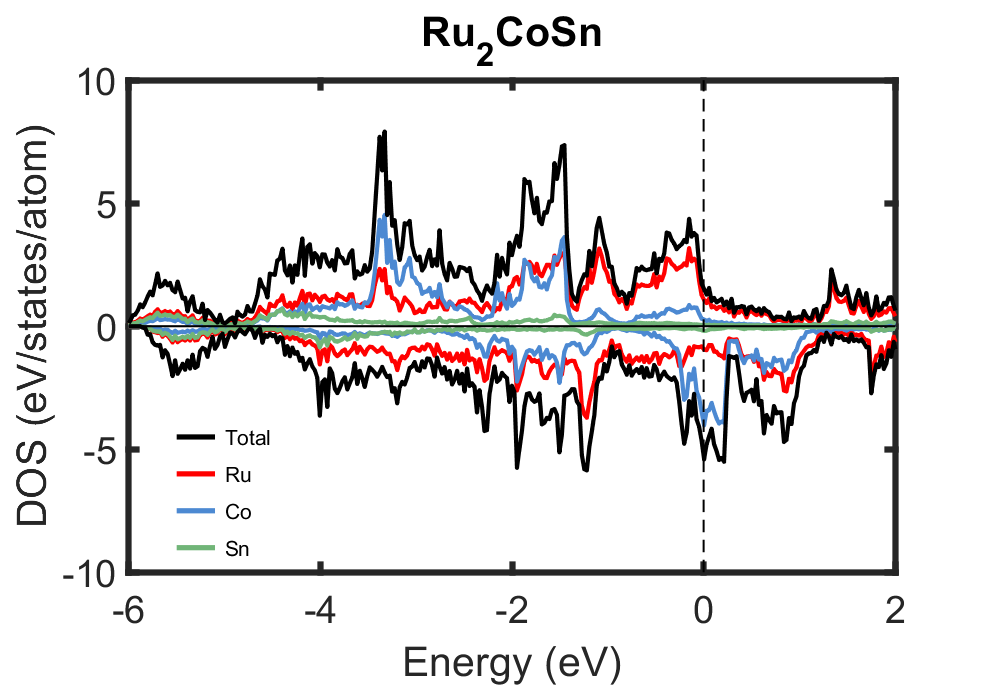 Ru₂CoSn
DOS (eV/states/atom)
10
5
0
-5
-10
Total
Ru
Co
Sn
-6 -4 -2 0 2
Energy (eV)